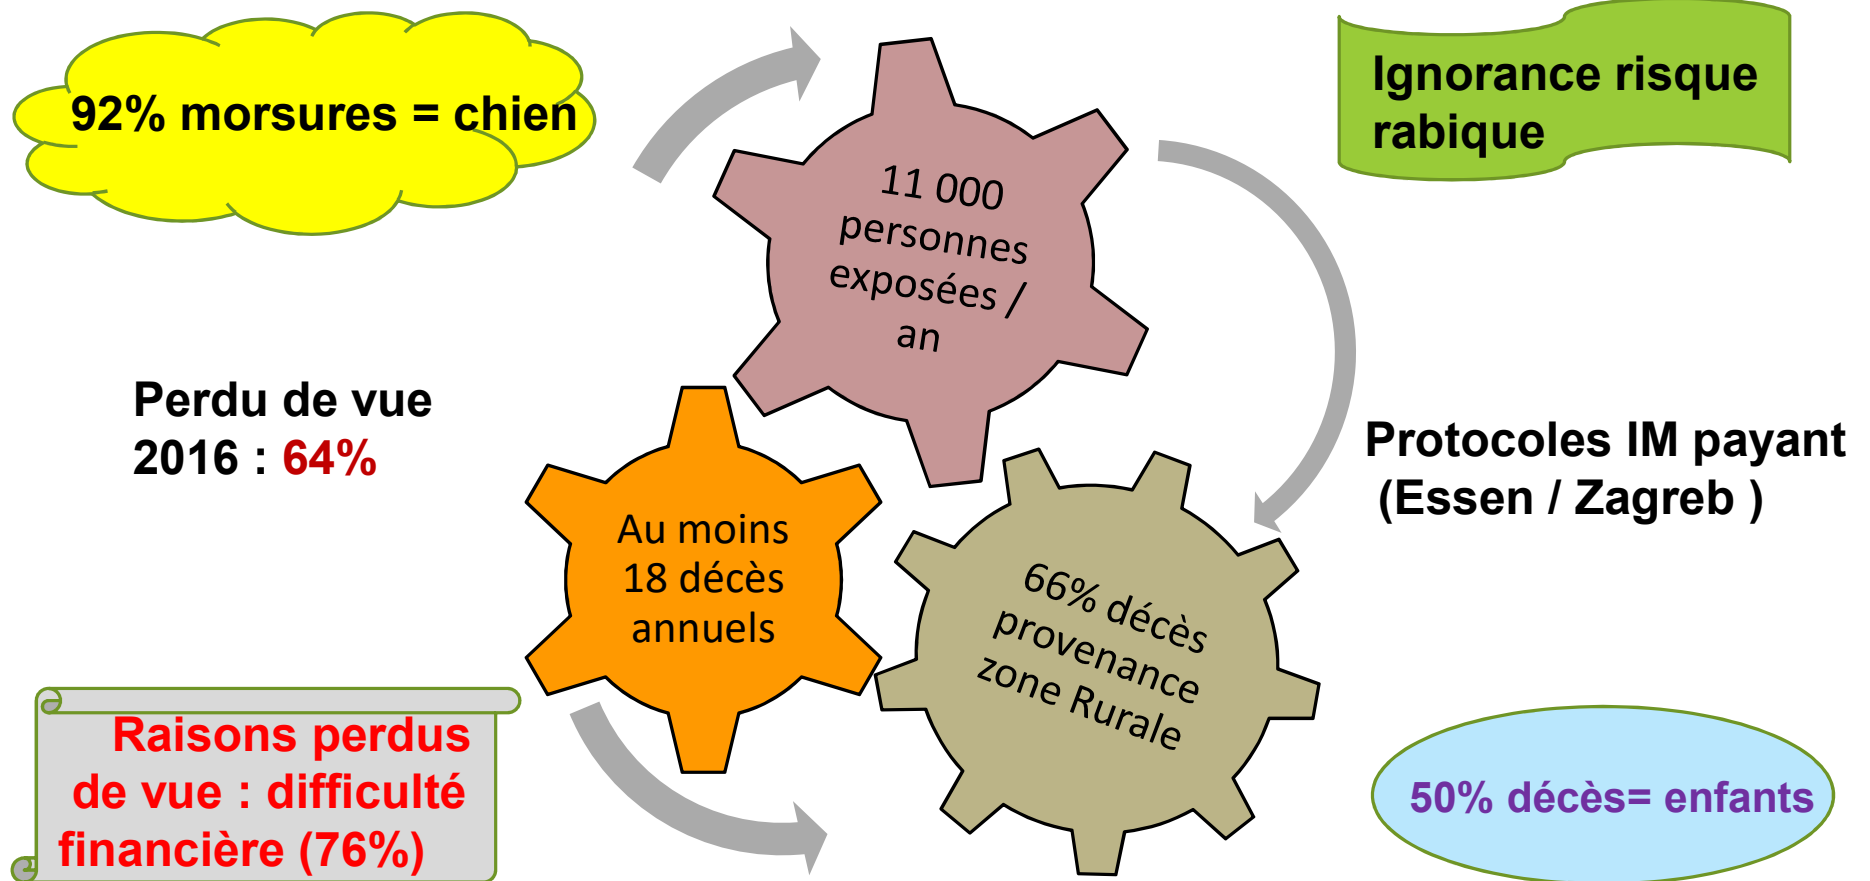 92% morsures = chien
Ignorance risque
rabique
11 000
personnes
exposées /
an
Perdu de vue
2016 : 64%
Protocoles IM payant
(Essen / Zagreb )
Au moins
18 décès
annuels
66% décès
provenance
zone Rurale
Raisons perdus
de vue : difficulté
financière (76%)
50% décès= enfants